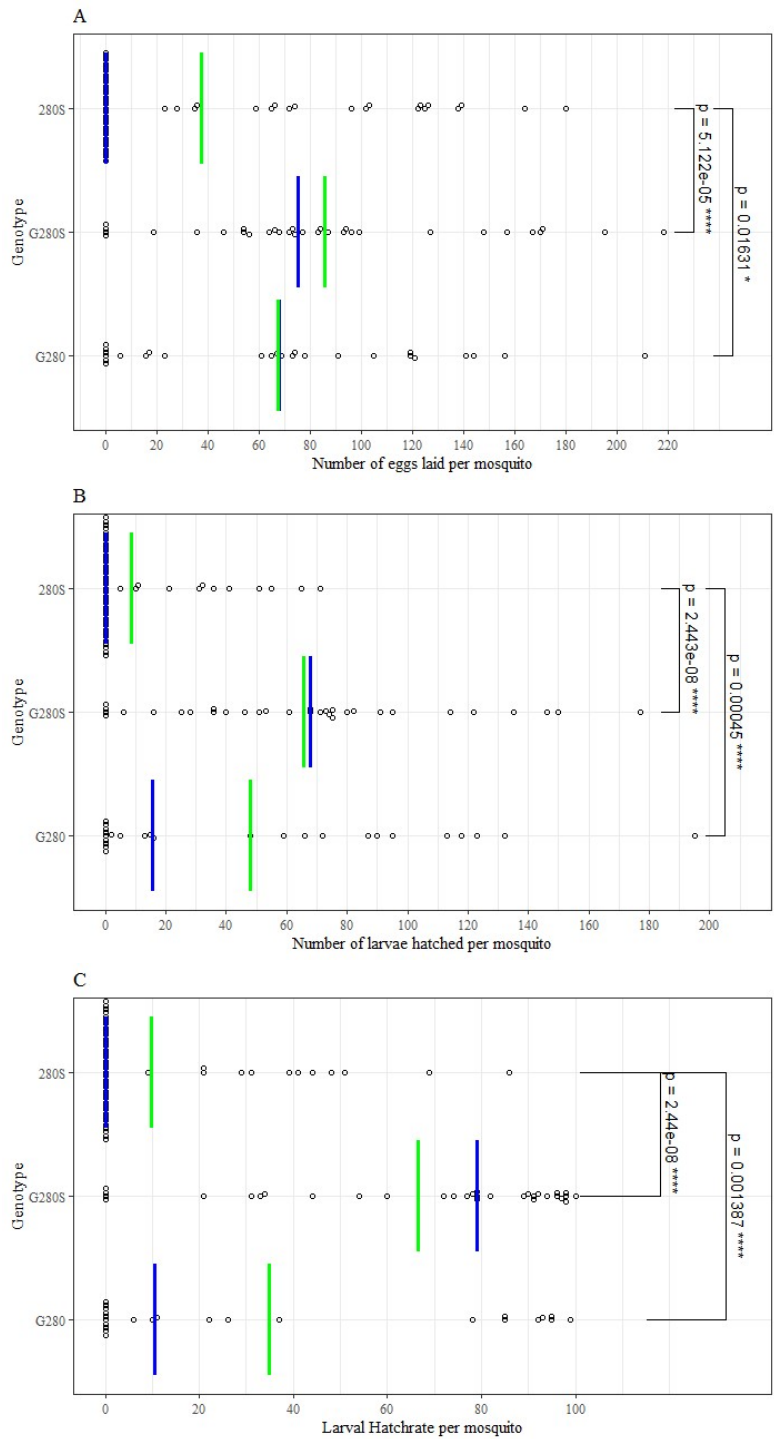 A
280S
G280S
G280
Genotype
p = 5.122e-05 ****
p = 0.01631 *
0 20 40 60 80 100 120 140 160 180 200 220
Number of eggs laid per mosquito
B
280S
G280S
G280
Genotype
p = 2.443e-08 ****
p = 0.00045 ****
0 20 40 60 80 100 120 140 160 180 200
Number of larvae hatched per mosquito
C
280S
G280S
G280
Genotype
p = 2.44e-08 ****
p = 0.001387 ****
0 20 40 60 80 100
Larval Hatchrate per mosquito